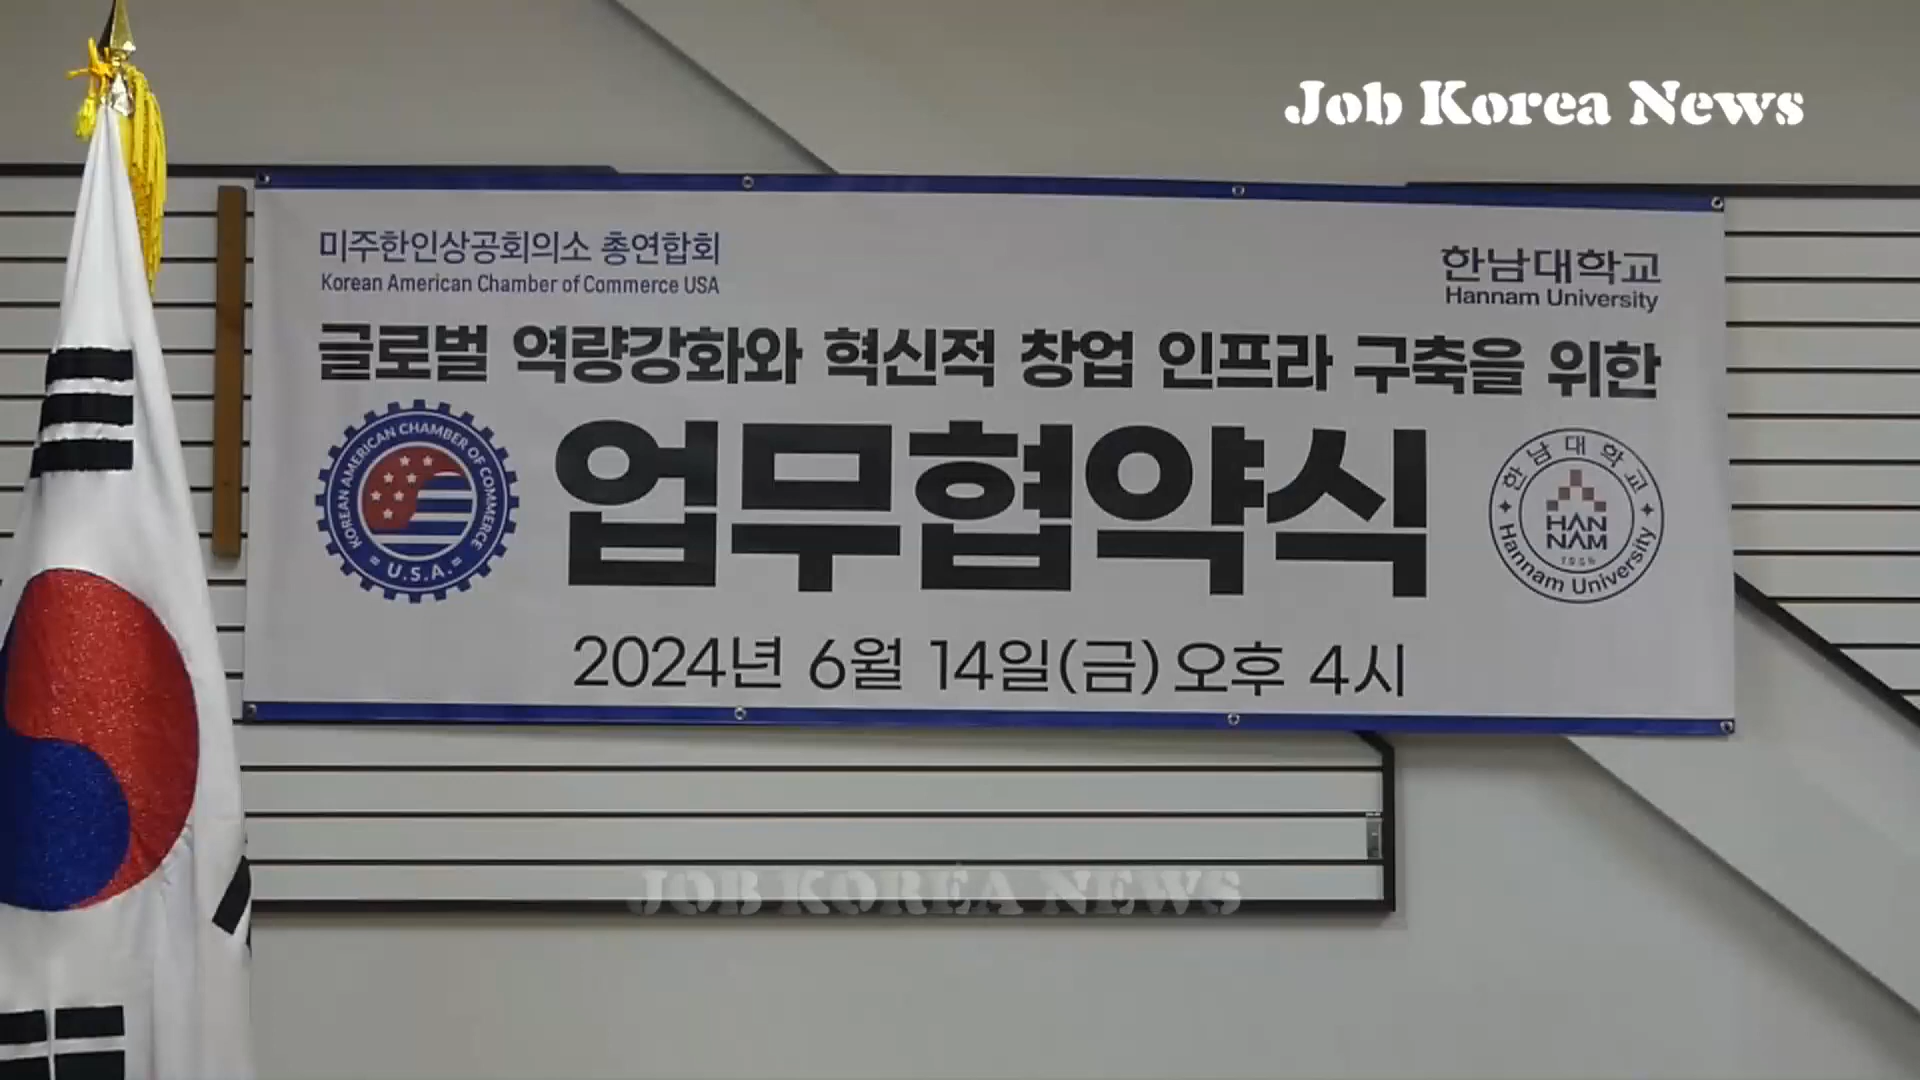 Job Korea News
미주한인상공회의소 총연합회
Korean American Chamber of Commerce USA
한남대학교
Hannam University
글로벌 역량강화와 혁신적 창업 인프라 구축을 위한
업무협약식
KOREAN AMERICAN CHAMBER OF COMMERCE
U.S.A.
한남대학교
HAN
NAM
1956
Hannam University
2024년 6월 14일(금) 오후 4시
JOB KOREA NEWS